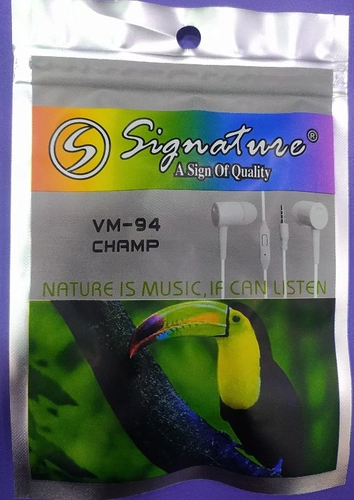 S Signature®
A Sign Of Quality
VM-94
CHAMP
NATURE IS MUSIC, IF CAN LISTEN